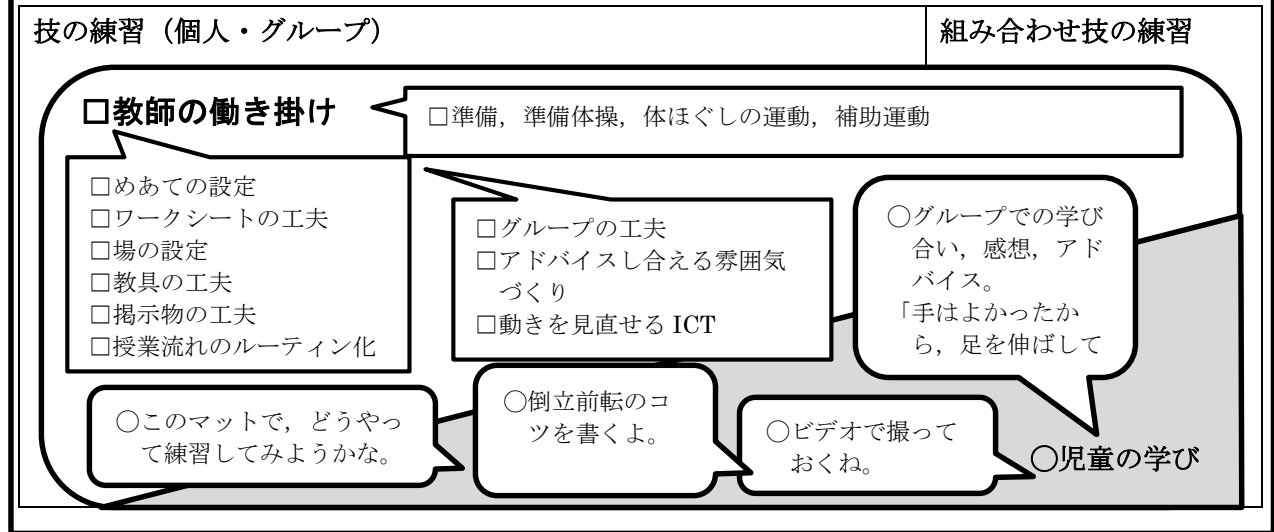 技の練習（個人・グループ）
組み合わせ技の練習
□教師の働き掛け
□準備，準備体操，体ほぐしの運動，補助運動
□めあての設定
□ワークシートの工夫
□場の設定
□教具の工夫
□掲示物の工夫
□授業流れのルーティン化
□グループの工夫
□アドバイスし合える雰囲気
づくり
□動きを見直せる ICT
○グループでの学び
合い，感想，アド
バイス。
「手はよかったか
ら，足を伸ばして
○このマットで，どうやっ
て練習してみようかな。
○倒立前転のコ
ツを書くよ。
○ビデオで撮って
おくね。
○児童の学び